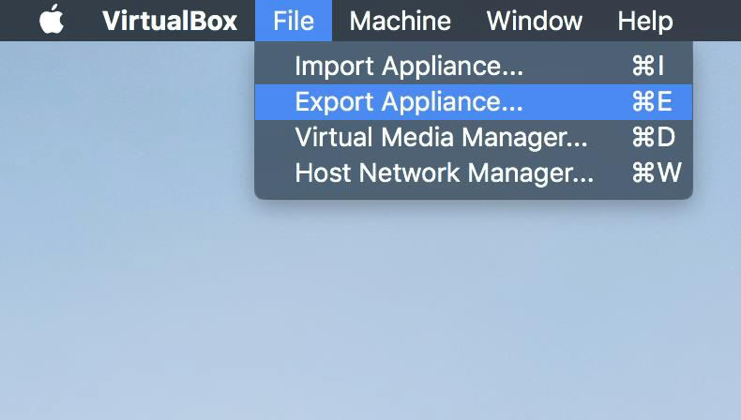 VirtualBox File Machine Window Help
Import Appliance... ⌘I
Export Appliance... ⌘E
Virtual Media Manager... ⌘D
Host Network Manager... ⌘W